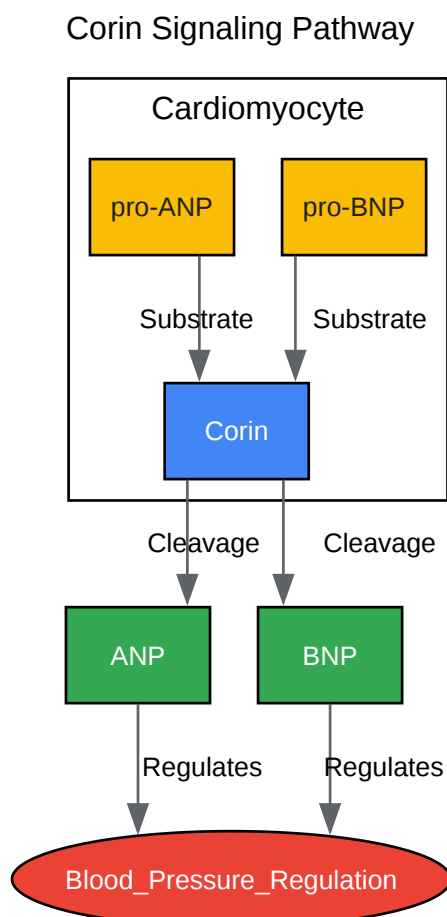 Corin Signaling Pathway
Cardiomyocyte
pro-ANP
pro-BNP
Substrate
Substrate
Corin
Cleavage
Cleavage
ANP
BNP
Regulates
Regulates
Blood_Pressure_Regulation